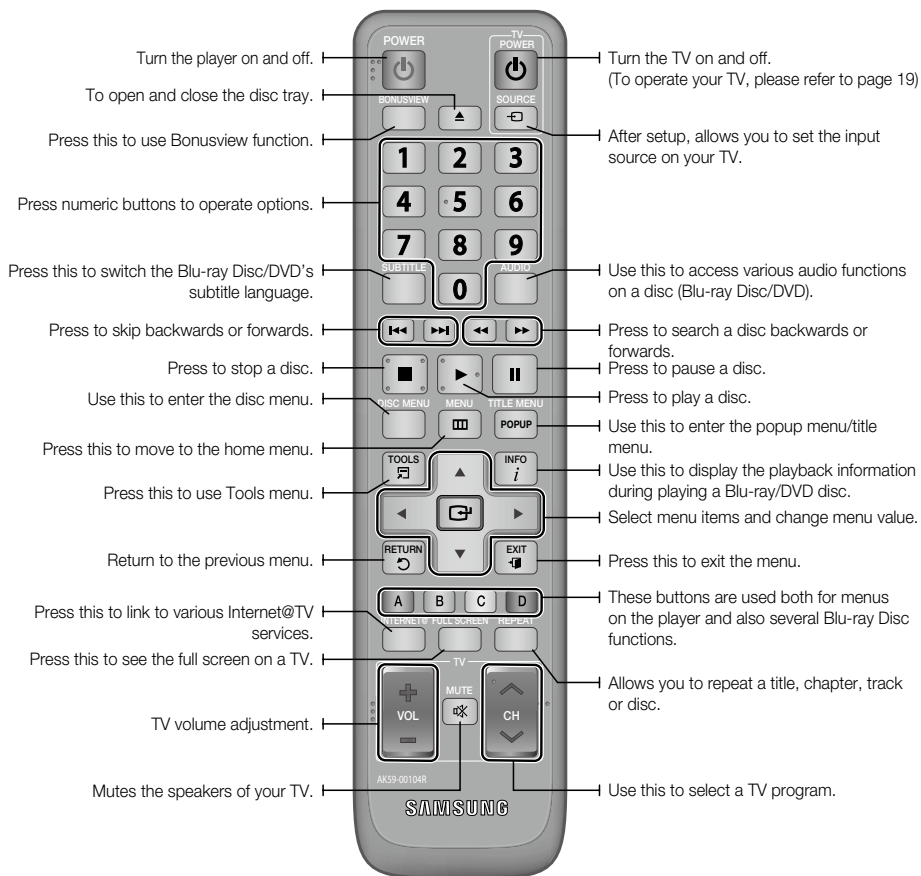 Turn the player on and off.
To open and close the disc tray.
Press this to use Bonusview function.
Press numeric buttons to operate options.
Press this to switch the Blu-ray Disc/DVD's
subtitle language.
Press to skip backwards or forwards.
Press to stop a disc.
Use this to enter the disc menu.
Press this to move to the home menu.
Press this to use Tools menu.
Return to the previous menu.
Press this to link to various Internet@TV
services.
Press this to see the full screen on a TV.
TV volume adjustment.
Mutes the speakers of your TV.
POWER
TV
POWER
BONUSVIEW
SOURCE
1 2 3
4 5 6
7 8 9
SUBTITLE
0
AUDIO
DISC MENU MENU TITLE MENU
POPUP
TOOLS
INFO
i
RETURN
EXIT
A B C D
INTERNET@ FULL SCREEN REPEAT
TV
VOL
MUTE
CH
AK59-00104R
SAMSUNG
Turn the TV on and off.
(To operate your TV, please refer to page 19)
After setup, allows you to set the input
source on your TV.
Use this to access various audio functions
on a disc (Blu-ray Disc/DVD).
Press to search a disc backwards or
forwards.
Press to pause a disc.
Press to play a disc.
Use this to enter the popup menu/title
menu.
Use this to display the playback information
during playing a Blu-ray/DVD disc.
Select menu items and change menu value.
Press this to exit the menu.
These buttons are used both for menus
on the player and also several Blu-ray Disc
functions.
Allows you to repeat a title, chapter, track
or disc.
Use this to select a TV program.